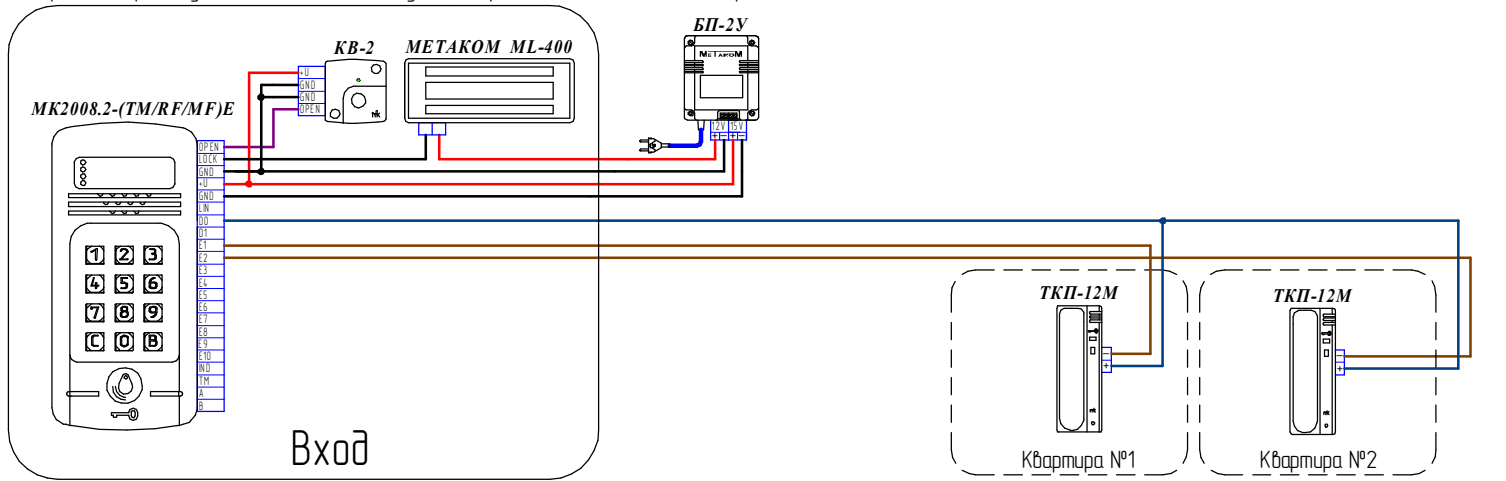 БП-2У
КВ-2
МЕТАКОМ ML-400
МЕТАКОМ
МК2008.2-(TM/RF/MF)E
+U
GND
GND
OPEN
12V 15V
+ − + −
OPEN
LOCK
GND
+U
GND
LIN
D0
D1
E1
E2
E3
E4
E5
E6
E7
E8
E9
E10
IND
TM
A
B
1 2 3
4 5 6
7 8 9
C 0 B
Вход
ТКП-12М
−
+
Квартира №1
ТКП-12М
−
+
Квартира №2